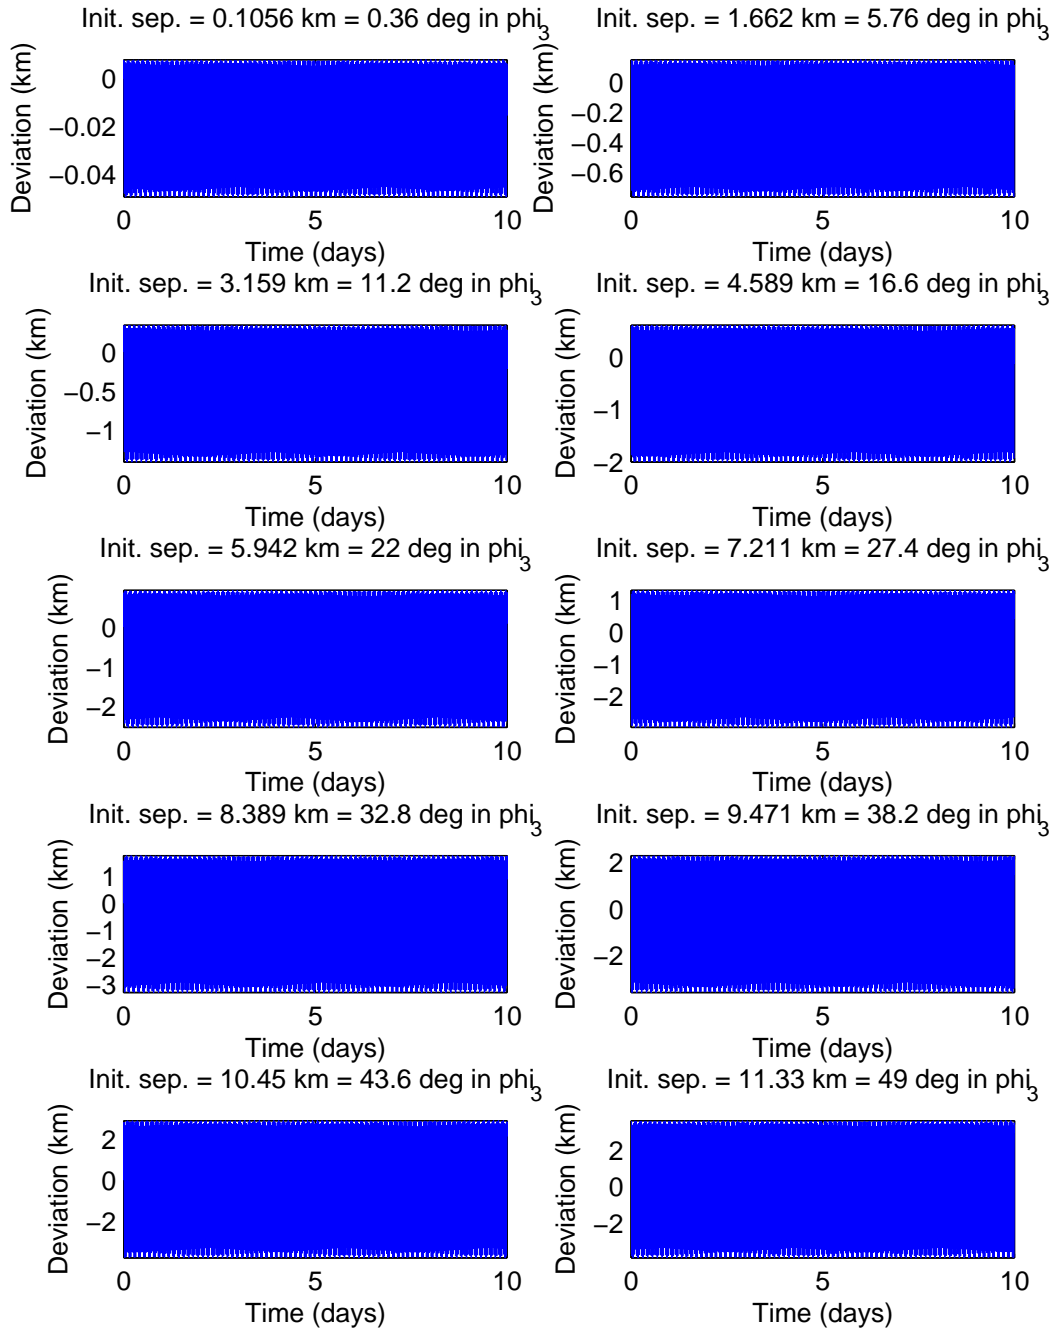 Init. sep. = 0.1056 km = 0.36 deg in phi_3
Deviation (km)
0
−0.02
−0.04
0 5 10
Time (days)
Init. sep. = 1.662 km = 5.76 deg in phi_3
Deviation (km)
0
−0.2
−0.4
−0.6
0 5 10
Time (days)
Init. sep. = 3.159 km = 11.2 deg in phi_3
Deviation (km)
0
−0.5
−1
0 5 10
Time (days)
Init. sep. = 4.589 km = 16.6 deg in phi_3
Deviation (km)
0
−1
−2
0 5 10
Time (days)
Init. sep. = 5.942 km = 22 deg in phi_3
Deviation (km)
0
−1
−2
0 5 10
Time (days)
Init. sep. = 7.211 km = 27.4 deg in phi_3
Deviation (km)
1
0
−1
−2
0 5 10
Time (days)
Init. sep. = 8.389 km = 32.8 deg in phi_3
Deviation (km)
1
0
−1
−2
−3
0 5 10
Time (days)
Init. sep. = 9.471 km = 38.2 deg in phi_3
Deviation (km)
2
0
−2
0 5 10
Time (days)
Init. sep. = 10.45 km = 43.6 deg in phi_3
Deviation (km)
2
0
−2
0 5 10
Time (days)
Init. sep. = 11.33 km = 49 deg in phi_3
Deviation (km)
2
0
−2
0 5 10
Time (days)